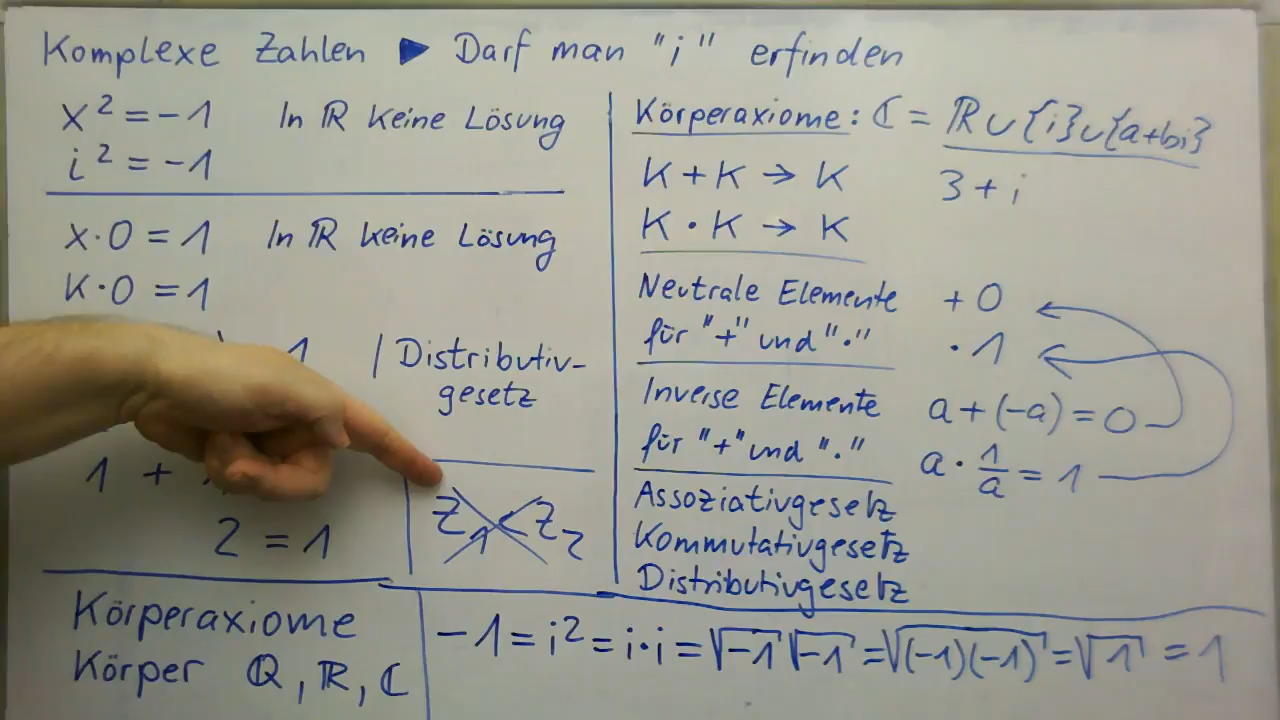 Komplexe Zahlen ▶ Darf man "i" erfinden
x² = -1 In ℝ keine Lösung
i² = -1
x·0 = 1 In ℝ keine Lösung
K·0 = 1
1 | Distributiv-
gesetz
1 +
2 = 1
z₁ < z₂
Körperaxiome
Körper ℚ, ℝ, ℂ
Körperaxiome: ℂ = ℝ∪{i}∪{a+bi}
K + K → K 3 + i
K · K → K
Neutrale Elemente + 0
für "+" und "·" · 1
Inverse Elemente a + (-a) = 0
für "+" und "·" a · 1/a = 1
Assoziativgesetz
Kommutativgesetz
Distributivgesetz
-1 = i² = i·i = √-1 √-1 = √(-1)(-1) = √1 = 1